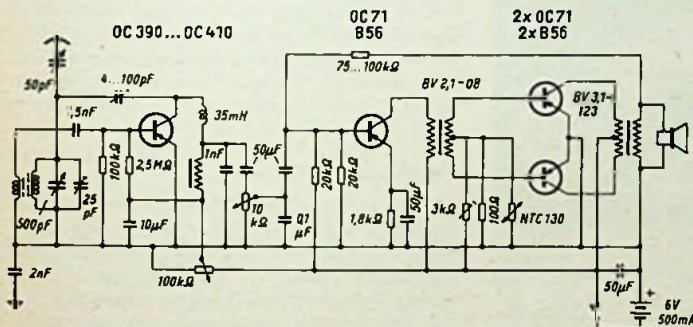 OC 390...OC 410
OC 71
B56
2x OC71
2x B56
50pF
4...100pF
,5nF
35mH
75...100kΩ
BV 2,1-08
BV 3,1-
123
1nF
50µF
100kΩ
2,5MΩ
20kΩ
20kΩ
25
pF
500pF
10µF
10
kΩ
0,1
µF
1,8kΩ
50µF
3kΩ
100Ω
NTC 130
2nF
100kΩ
50µF
+
6V
500mA